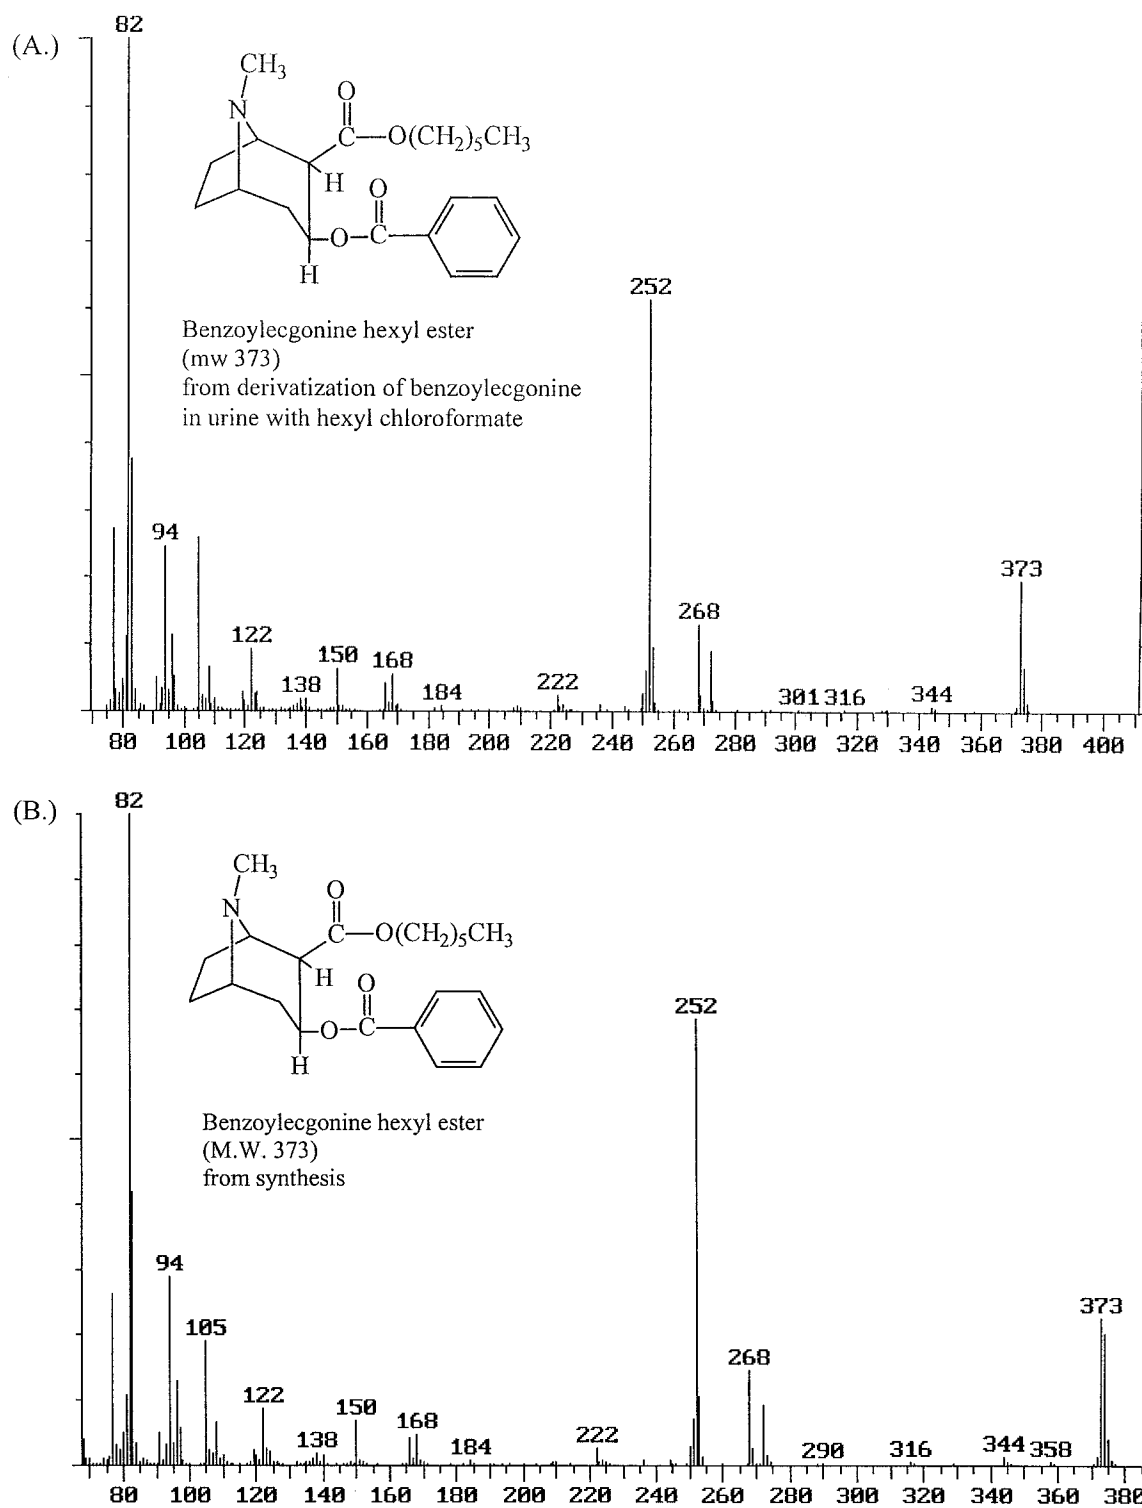 (A.)
82
CH3
N
O
C
O(CH2)5CH3
H
O
O
C
H
252
Benzoylecgonine hexyl ester
(mw 373)
from derivatization of benzoylecgonine
in urine with hexyl chloroformate
94
373
268
122
150
168
138
184
222
301
316
344
80 100 120 140 160 180 200 220 240 260 280 300 320 340 360 380 400
(B.)
82
CH3
N
O
C
O(CH2)5CH3
H
O
O
C
H
252
Benzoylecgonine hexyl ester
(M.W. 373)
from synthesis
94
105
373
268
122
150
168
138
184
222
290
316
344
358
80 100 120 140 160 180 200 220 240 260 280 300 320 340 360 380